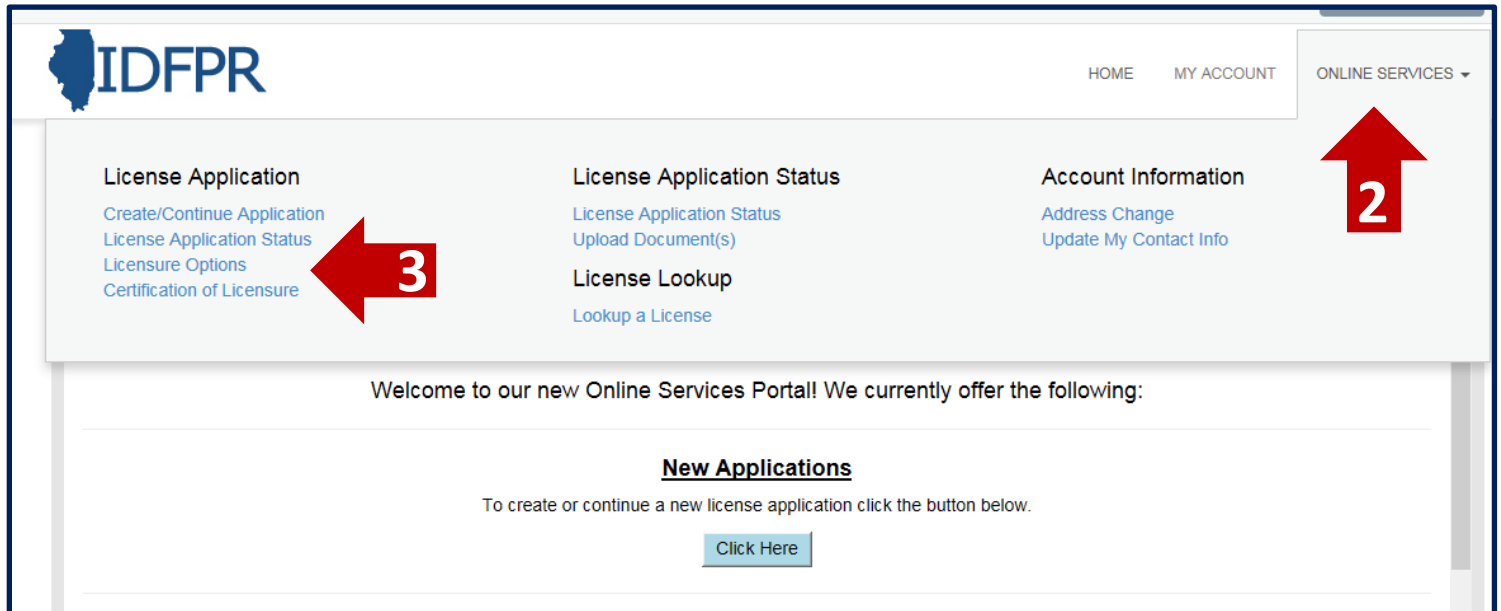 IDFPR
HOME MY ACCOUNT ONLINE SERVICES
2
License Application
Create/Continue Application
License Application Status
Licensure Options
Certification of Licensure
3
License Application Status
License Application Status
Upload Document(s)
License Lookup
Lookup a License
Account Information
Address Change
Update My Contact Info
Welcome to our new Online Services Portal! We currently offer the following:
New Applications
To create or continue a new license application click the button below.
Click Here